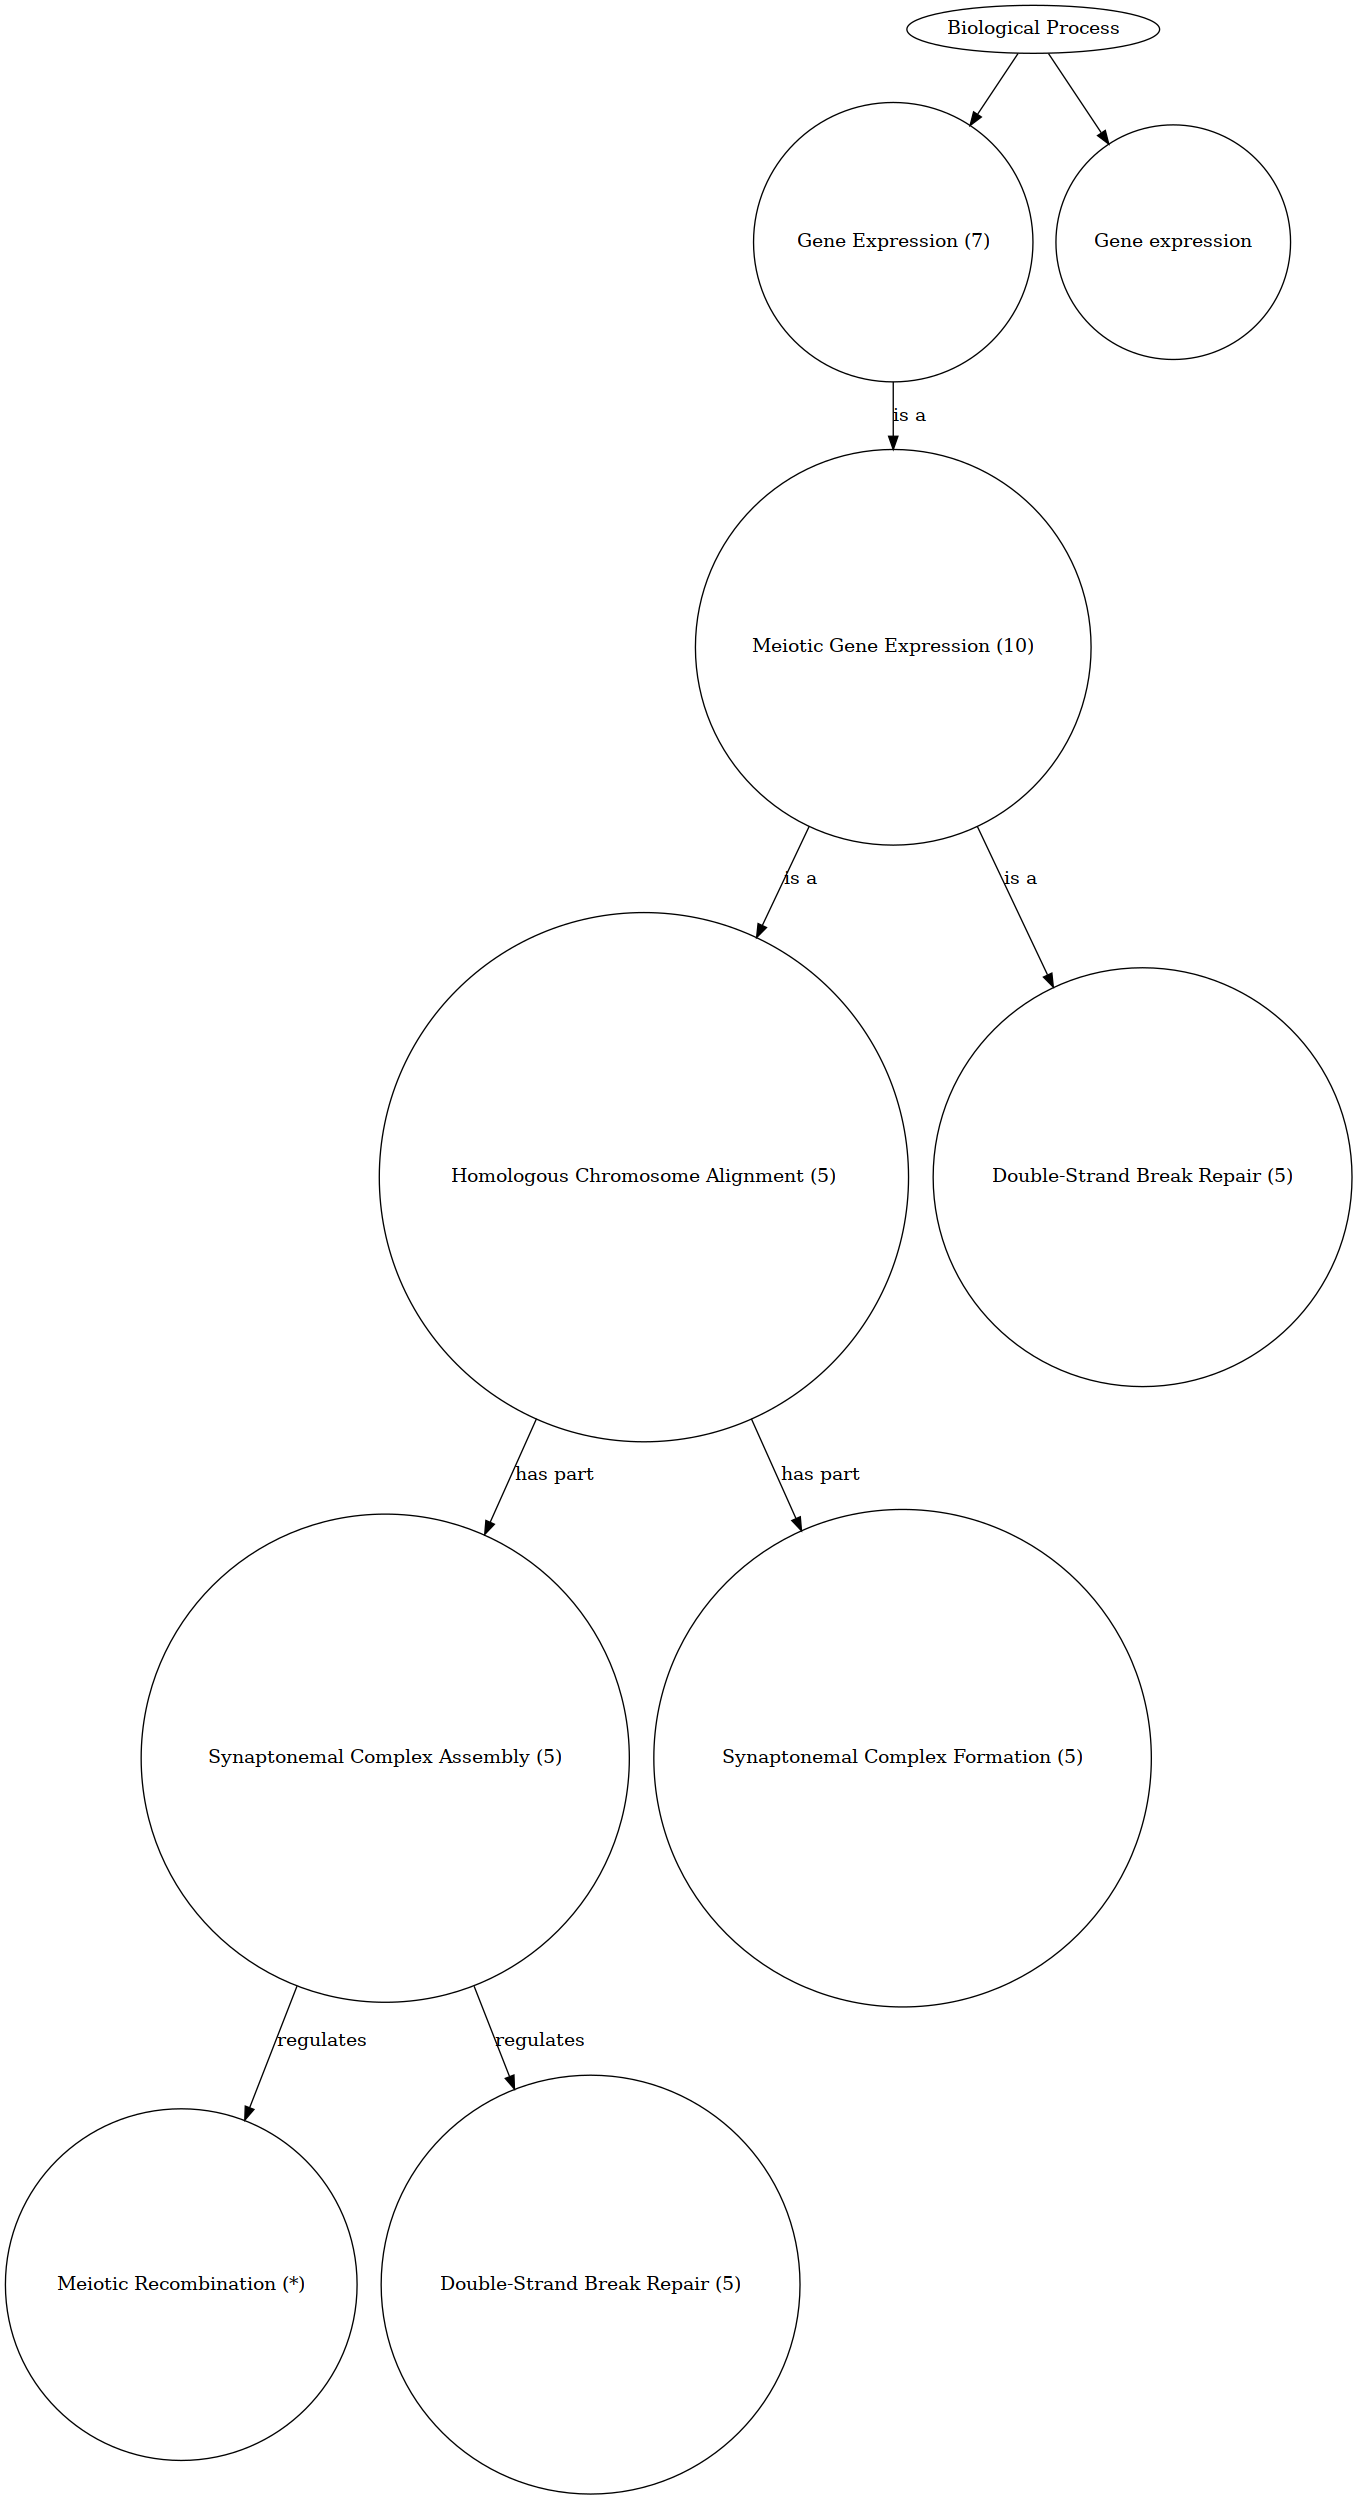 Biological Process
Gene Expression (7)
Gene expression
is a
Meiotic Gene Expression (10)
is a
is a
Homologous Chromosome Alignment (5)
Double-Strand Break Repair (5)
has part
has part
Synaptonemal Complex Assembly (5)
Synaptonemal Complex Formation (5)
regulates
regulates
Meiotic Recombination (*)
Double-Strand Break Repair (5)